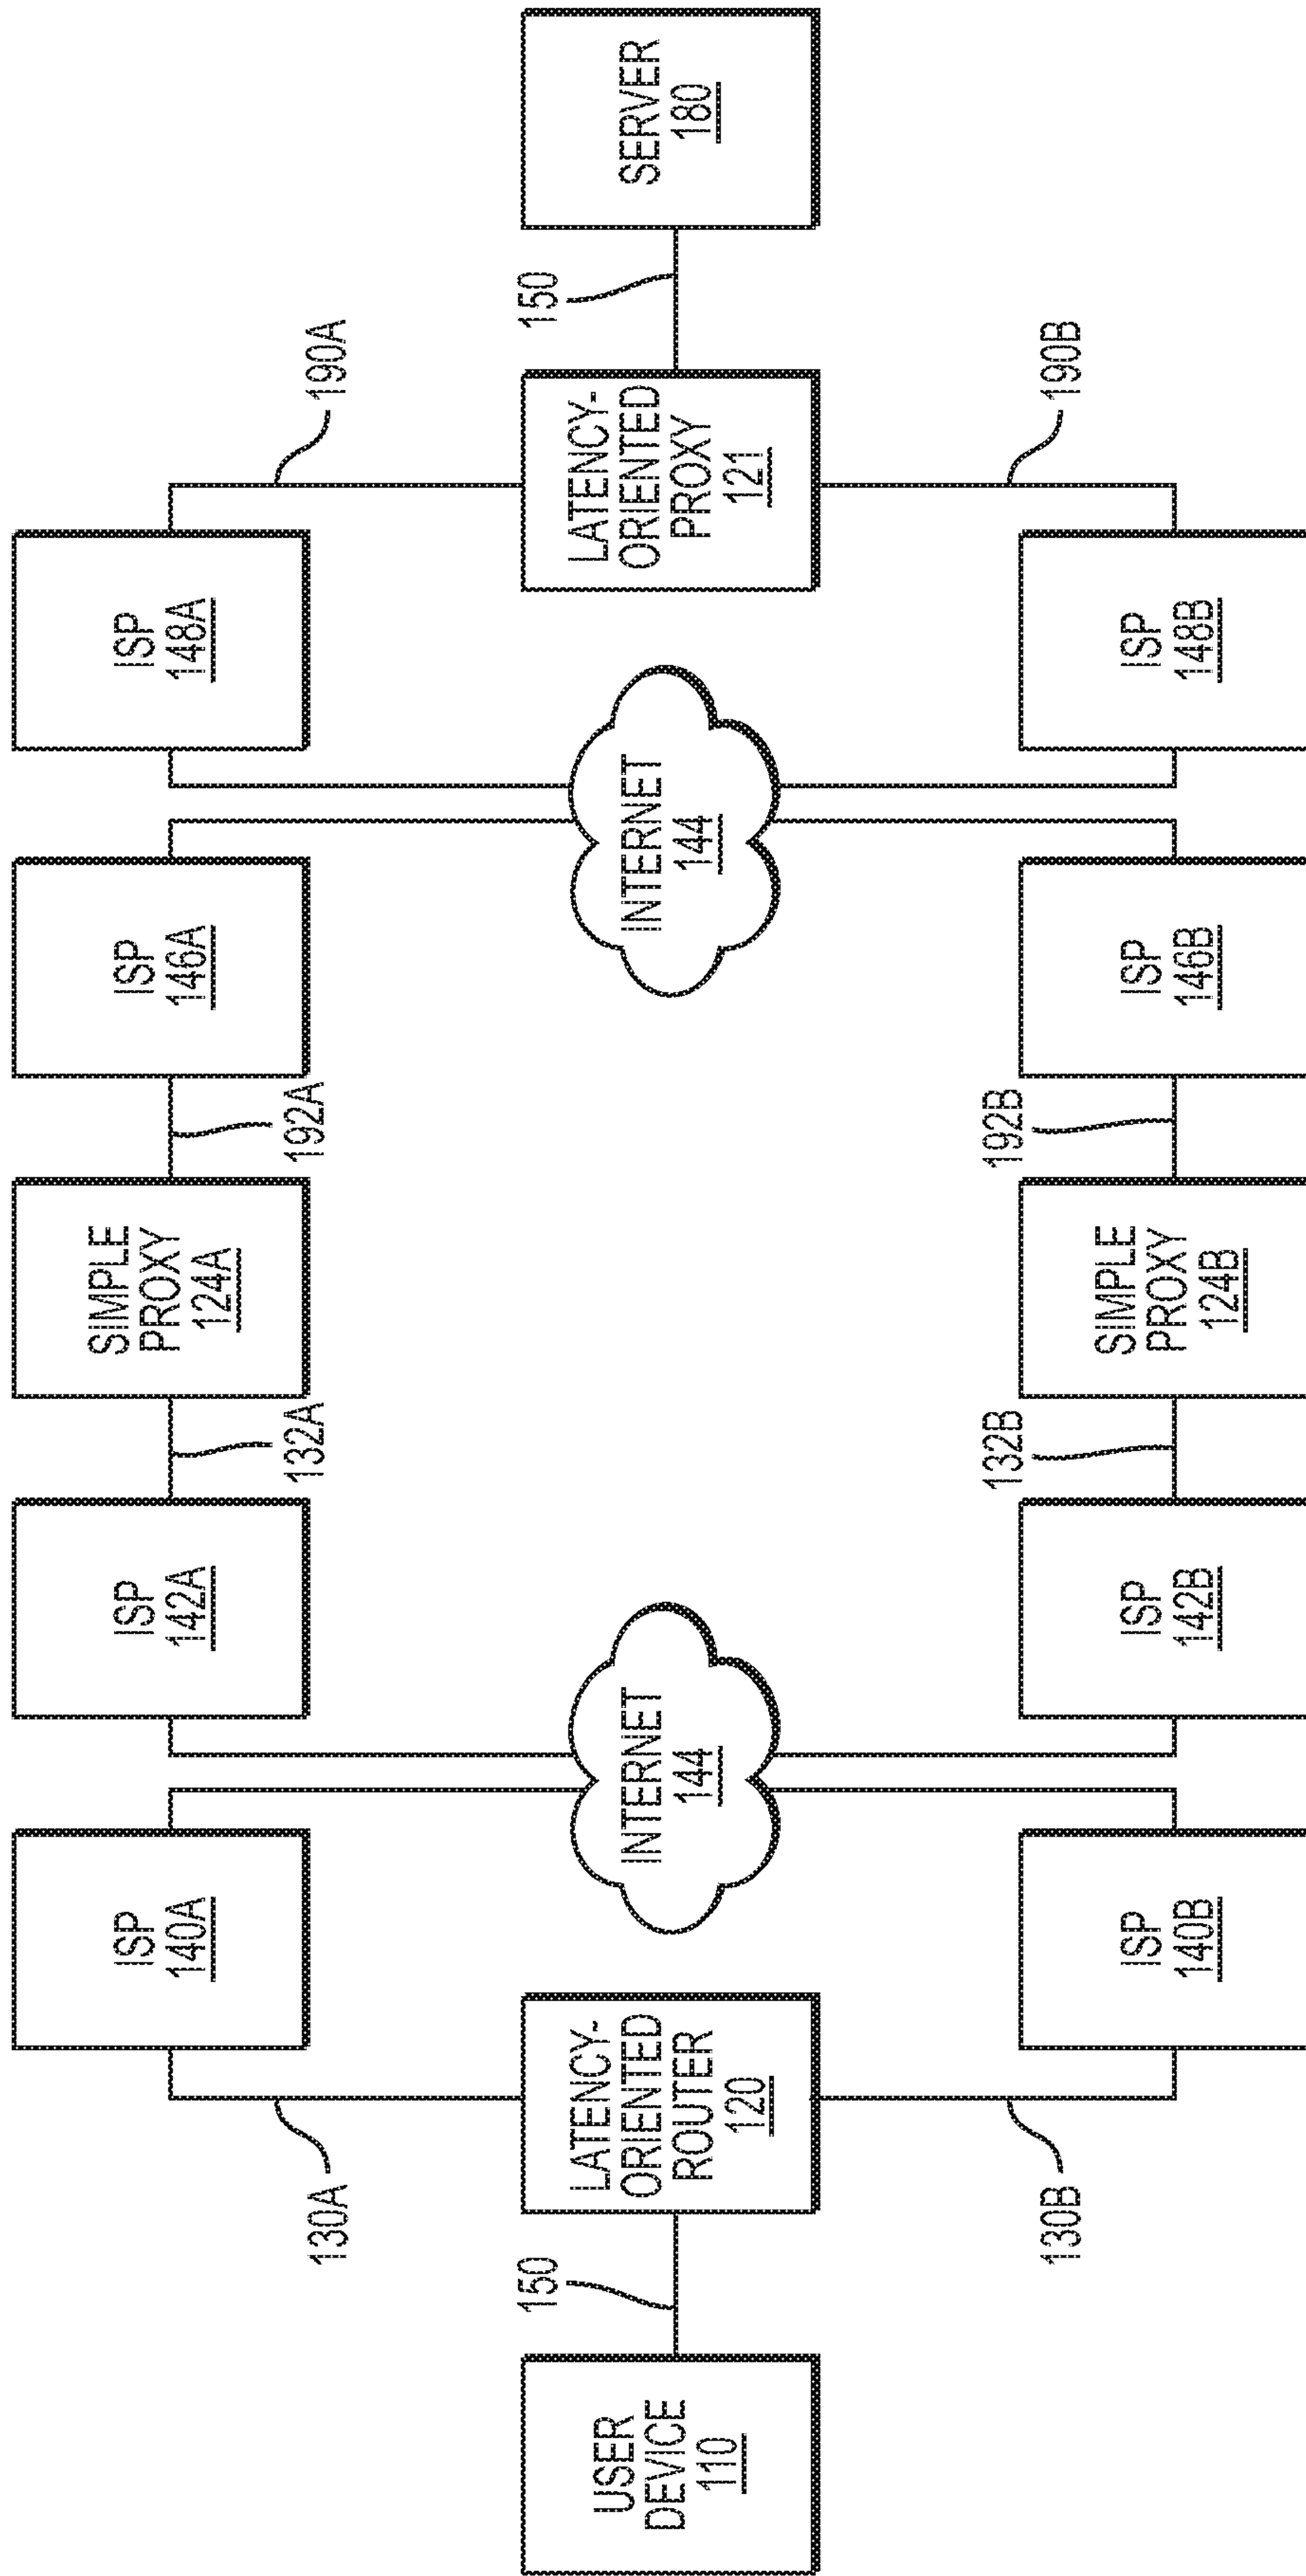 ISP
140A
ISP
142A
SIMPLE
PROXY
124A
ISP
146A
ISP
148A
130A
132A
192A
190A
USER
DEVICE
110
150
LATENCY-
ORIENTED
ROUTER
120
INTERNET
144
INTERNET
144
LATENCY-
ORIENTED
PROXY
121
150
SERVER
180
130B
132B
192B
190B
ISP
140B
ISP
142B
SIMPLE
PROXY
124B
ISP
146B
ISP
148B